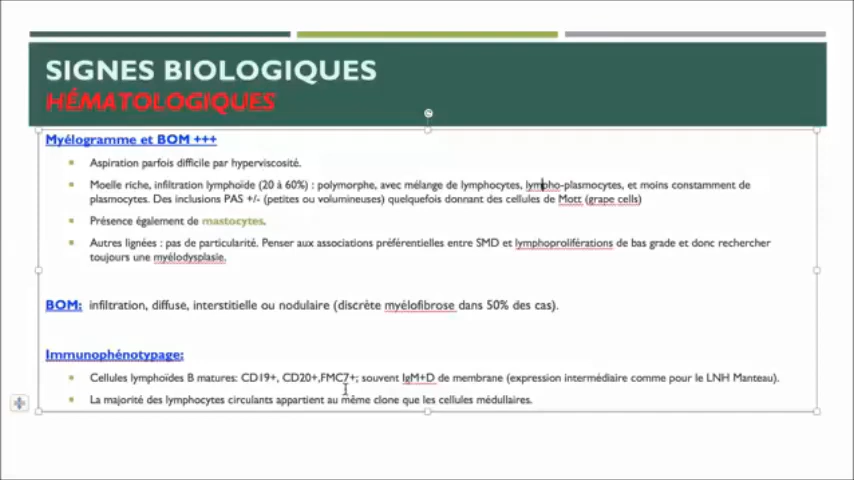 SIGNES BIOLOGIQUES
HÉMATOLOGIQUES
Myélogramme et BOM +++
Aspiration parfois difficile par hyperviscosité.
Moelle riche, infiltration lymphoïde (20 à 60%) : polymorphe, avec mélange de lymphocytes, lympho-plasmocytes, et moins constamment de
plasmocytes. Des inclusions PAS +/- (petites ou volumineuses) quelquefois donnant des cellules de Mott (grape cells)
Présence également de mastocytes.
Autres lignées : pas de particularité. Penser aux associations préférentielles entre SMD et lymphoproliférations de bas grade et donc rechercher
toujours une myélodysplasie.
BOM: infiltration, diffuse, interstitielle ou nodulaire (discrète myélofibrose dans 50% des cas).
Immunophénotypage:
Cellules lymphoïdes B matures: CD19+, CD20+,FMC7+; souvent IgM+D de membrane (expression intermédiaire comme pour le LNH Manteau).
La majorité des lymphocytes circulants appartient au même clone que les cellules médullaires.